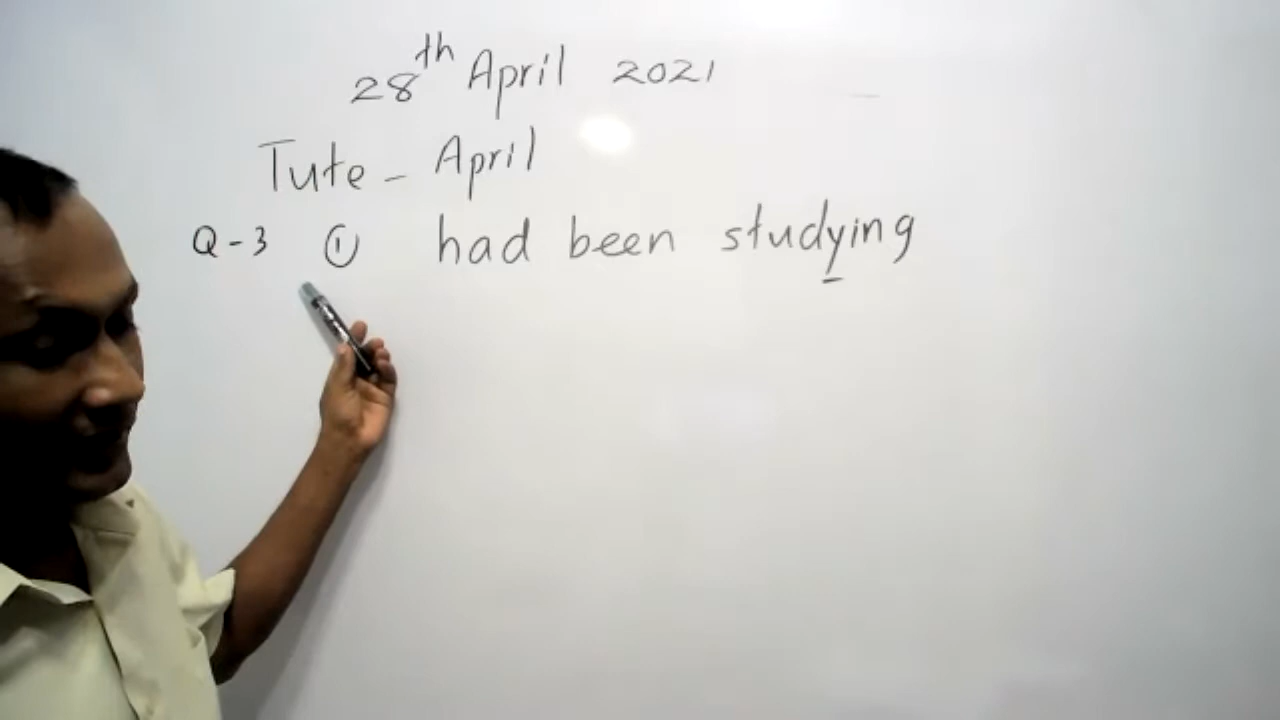 28th April 2021
Tute - April
Q-3 ① had been studying